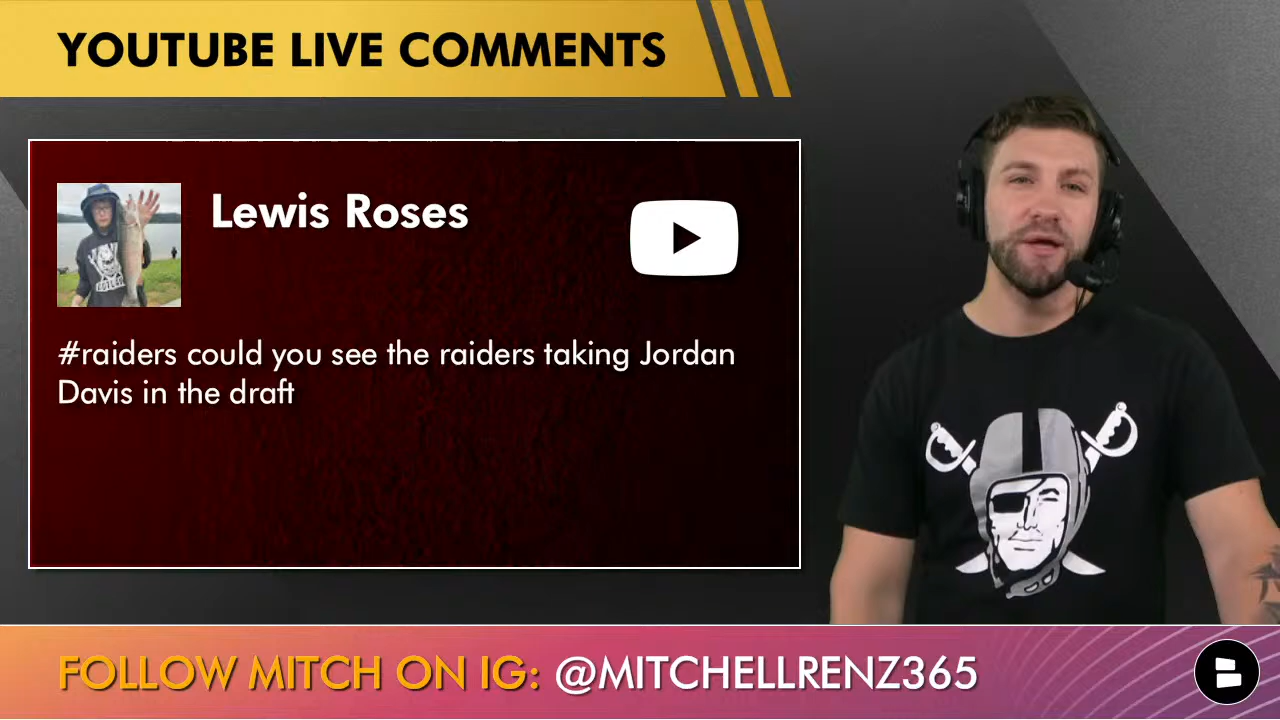 YOUTUBE LIVE COMMENTS
Lewis Roses
#raiders could you see the raiders taking Jordan
Davis in the draft
FOLLOW MITCH ON IG: @MITCHELLRENZ365